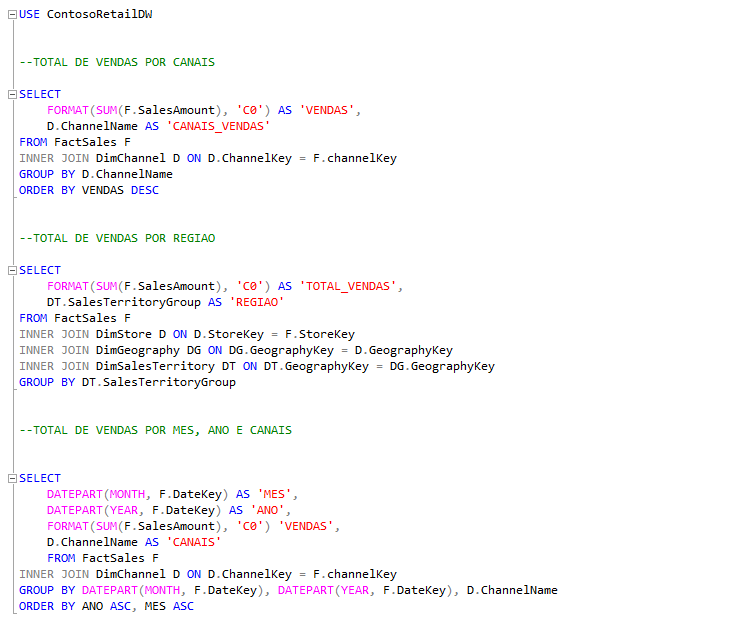 USE ContosoRetailDW
--TOTAL DE VENDAS POR CANAIS
SELECT
FORMAT(SUM(F.SalesAmount), 'C0') AS 'VENDAS',
D.ChannelName AS 'CANAIS_VENDAS'
FROM FactSales F
INNER JOIN DimChannel D ON D.ChannelKey = F.channelKey
GROUP BY D.ChannelName
ORDER BY VENDAS DESC
--TOTAL DE VENDAS POR REGIAO
SELECT
FORMAT(SUM(F.SalesAmount), 'C0') AS 'TOTAL_VENDAS',
DT.SalesTerritoryGroup AS 'REGIAO'
FROM FactSales F
INNER JOIN DimStore D ON D.StoreKey = F.StoreKey
INNER JOIN DimGeography DG ON DG.GeographyKey = D.GeographyKey
INNER JOIN DimSalesTerritory DT ON DT.GeographyKey = DG.GeographyKey
GROUP BY DT.SalesTerritoryGroup
--TOTAL DE VENDAS POR MES, ANO E CANAIS
SELECT
DATEPART(MONTH, F.DateKey) AS 'MES',
DATEPART(YEAR, F.DateKey) AS 'ANO',
FORMAT(SUM(F.SalesAmount), 'C0') 'VENDAS',
D.ChannelName AS 'CANAIS'
FROM FactSales F
INNER JOIN DimChannel D ON D.ChannelKey = F.channelKey
GROUP BY DATEPART(MONTH, F.DateKey), DATEPART(YEAR, F.DateKey), D.ChannelName
ORDER BY ANO ASC, MES ASC